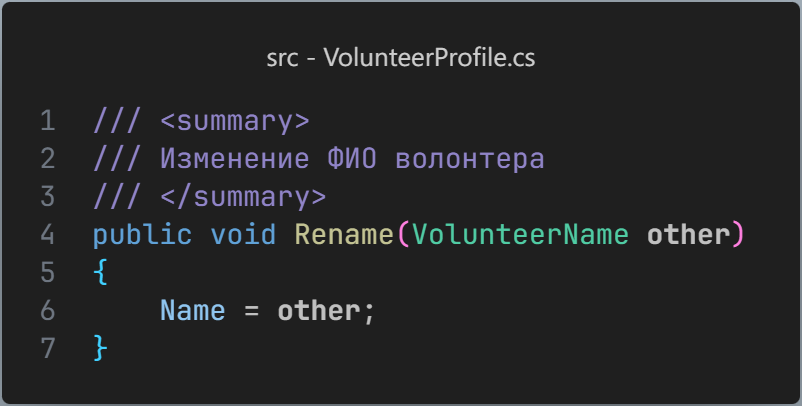 src - VolunteerProfile.cs
1 /// <summary>
2 /// Изменение ФИО волонтера
3 /// </summary>
4 public void Rename(VolunteerName other)
5 {
6     Name = other;
7 }